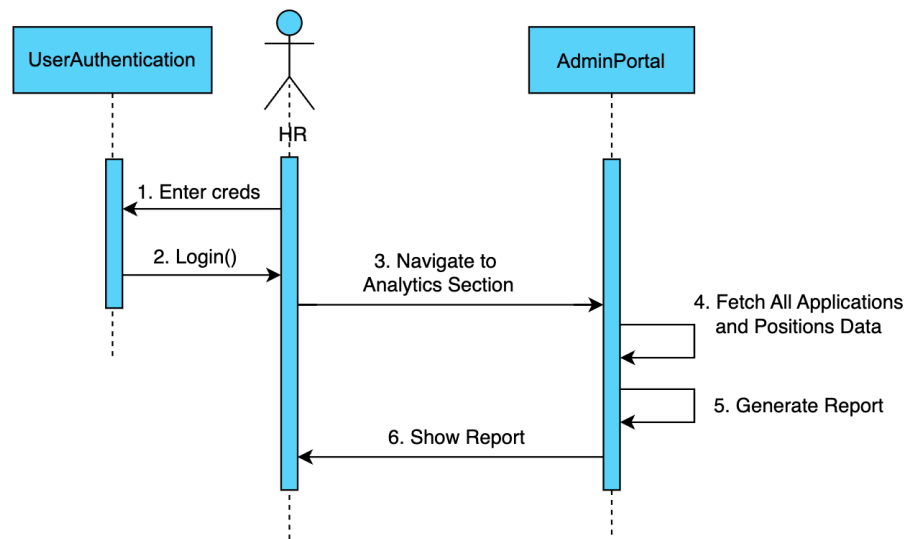 UserAuthentication
AdminPortal
HR
1. Enter creds
2. Login()
3. Navigate to
Analytics Section
4. Fetch All Applications
and Positions Data
5. Generate Report
6. Show Report